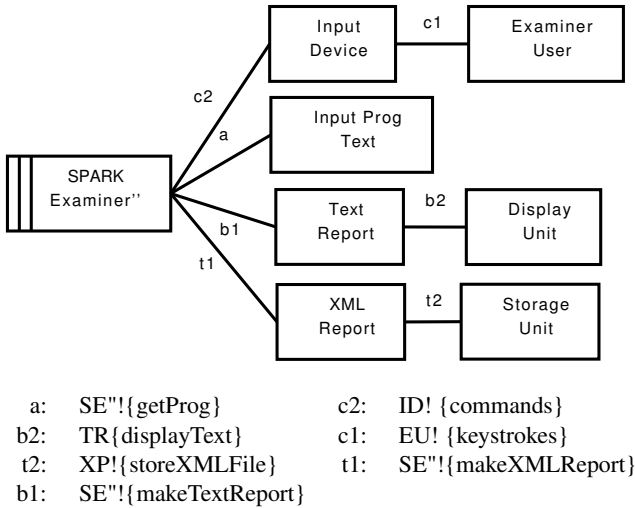 Input
Device
c1
Examiner
User
c2
Input Prog
Text
a
SPARK
Examiner''
Text
Report
b2
Display
Unit
b1
t1
XML
Report
t2
Storage
Unit
a: SE"!{getProg} c2: ID! {commands}
b2: TR{displayText} c1: EU! {keystrokes}
t2: XP!{storeXMLFile} t1: SE"!{makeXMLReport}
b1: SE"!{makeTextReport}